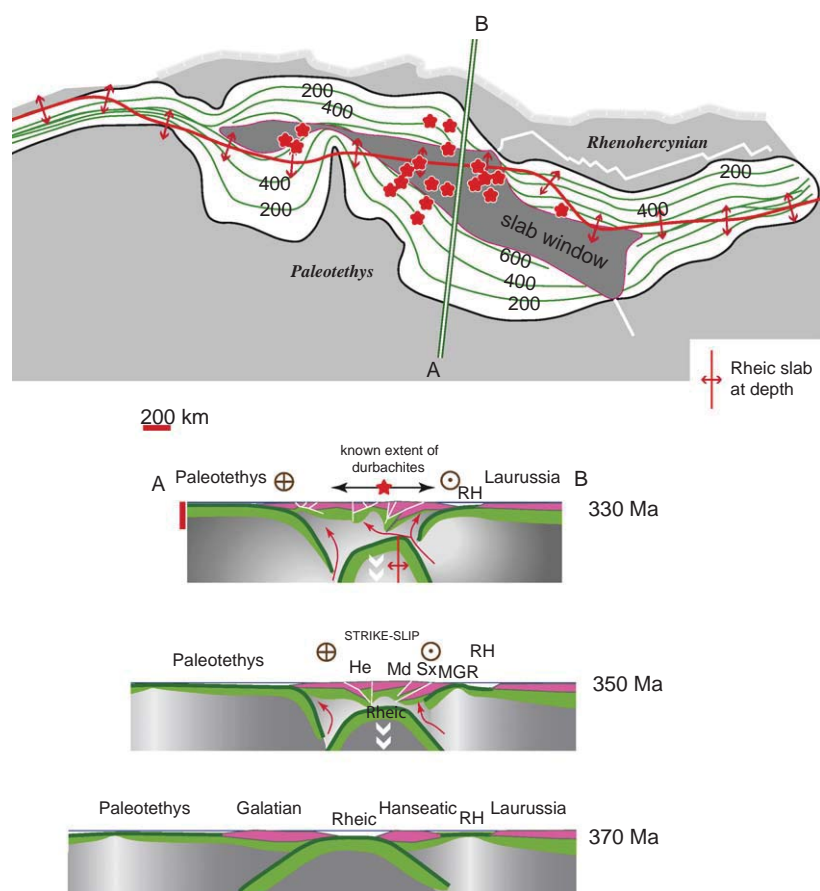 B
200
400
Rhenohercynian
200
400
400
200
slab window
Paleotethys
600
400
200
A
Rheic slab
at depth
200 km
known extent of
durbachites
A
Paleotethys
Laurussia
B
RH
330 Ma
STRIKE-SLIP
Paleotethys
RH
He
Md
Sx
MGR
350 Ma
Rheic
Paleotethys
Galatian
Rheic
Hanseatic
RH
Laurussia
370 Ma